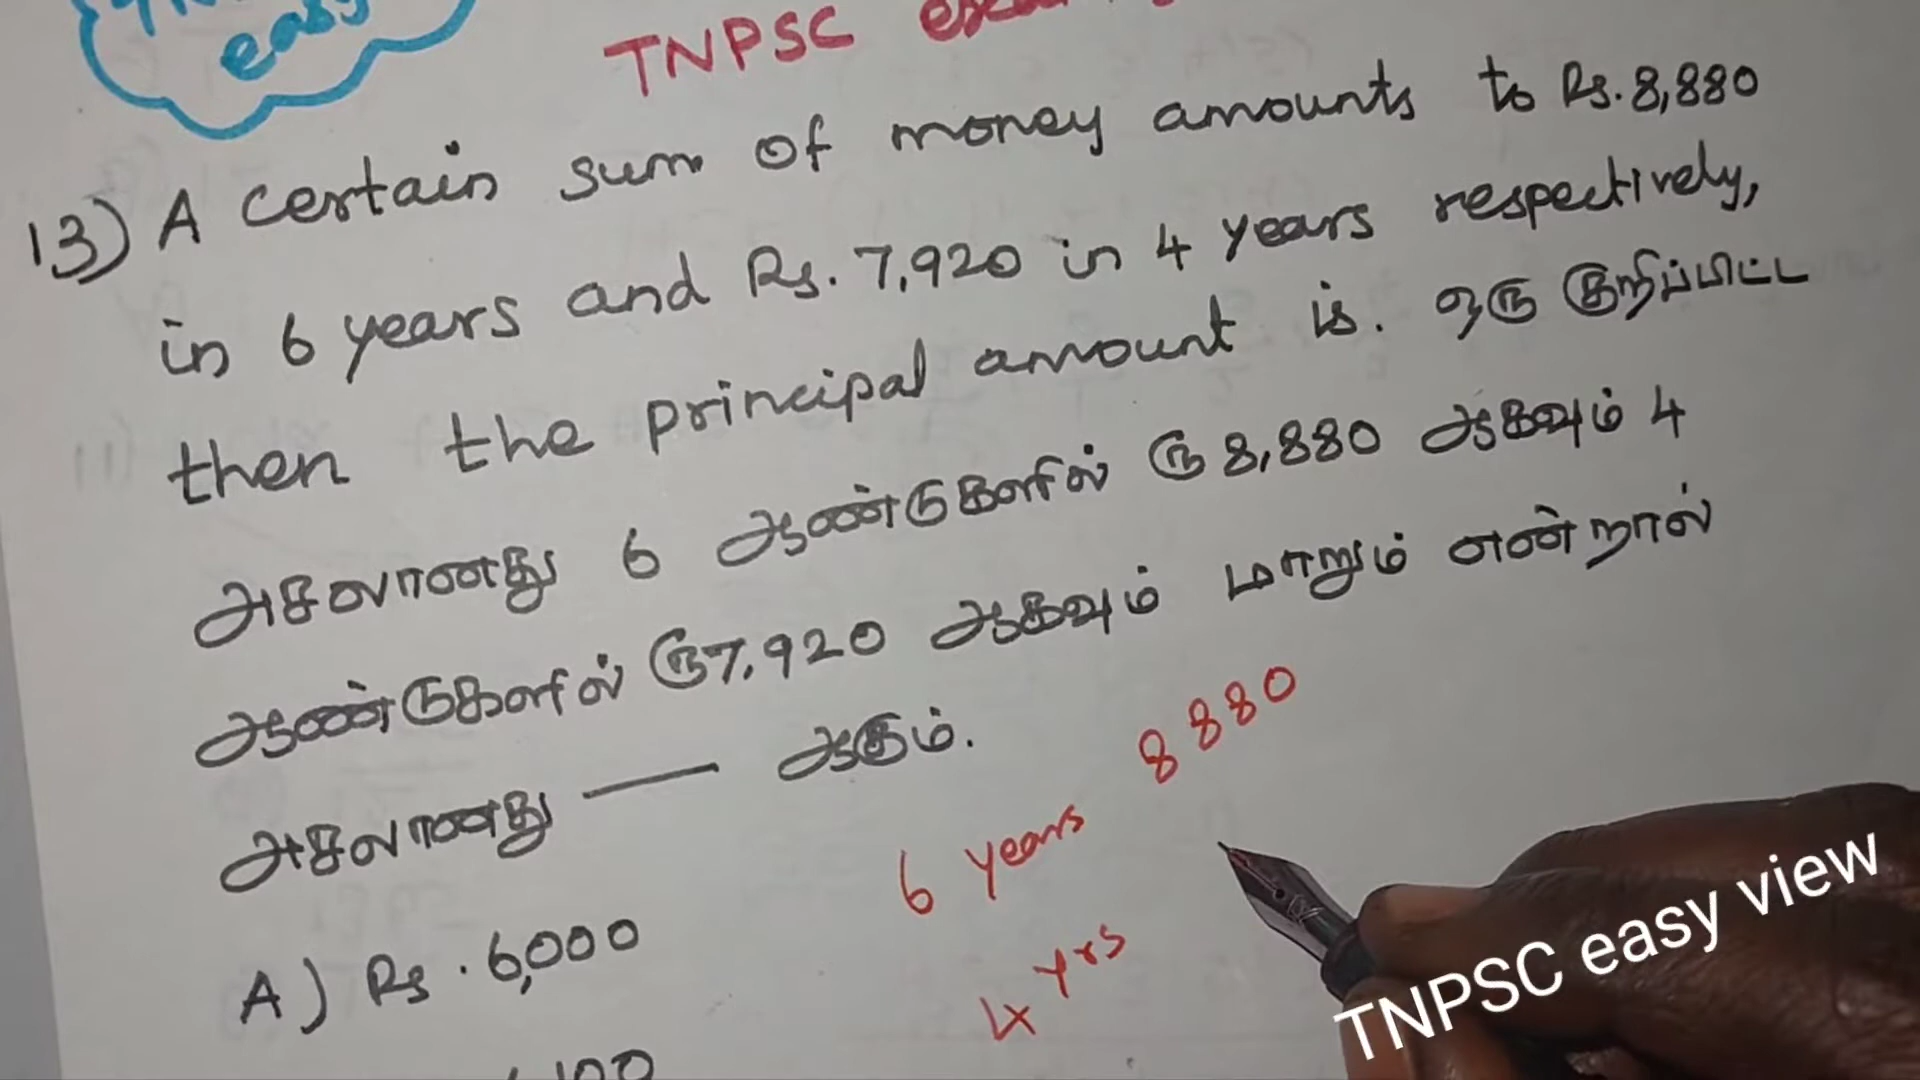 easy
TNPSC
13) A certain sum of money amounts to Rs. 8,880
in 6 years and Rs. 7,920 in 4 years respectively,
then the principal amount is. ஒரு குறிப்பிட்ட
அசலானது 6 ஆண்டுகளில் ரூ 8,880 ஆகவும் 4
ஆண்டுகளில் ரூ7,920 ஆகவும் மாறும் எண்றால்
அசலானது —— ஆகும்.
6 years 8880
A) Rs. 6,000
4 yrs
TNPSC easy view